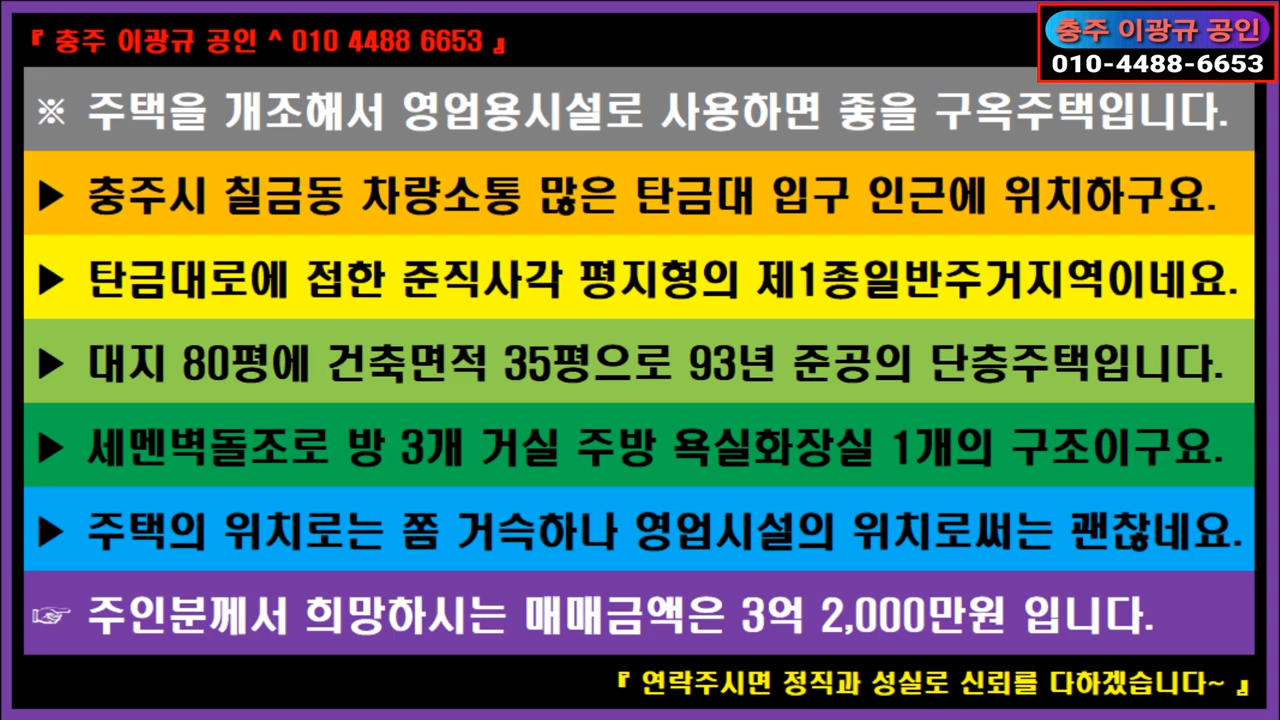 『 충주 이광규 공인 ^ 010 4488 6653 』
충주 이광규 공인
010-4488-6653
※ 주택을 개조해서 영업용시설로 사용하면 좋을 구옥주택입니다.
▶ 충주시 칠금동 차량소통 많은 탄금대 입구 인근에 위치하구요.
▶ 탄금대로에 접한 준직사각 평지형의 제1종일반주거지역이네요.
▶ 대지 80평에 건축면적 35평으로 93년 준공의 단층주택입니다.
▶ 세멘벽돌조로 방 3개 거실 주방 욕실화장실 1개의 구조이구요.
▶ 주택의 위치로는 쫌 거슥하나 영업시설의 위치로써는 괜찮네요.
☞ 주인분께서 희망하시는 매매금액은 3억 2,000만원 입니다.
『 연락주시면 정직과 성실로 신뢰를 다하겠습니다~ 』